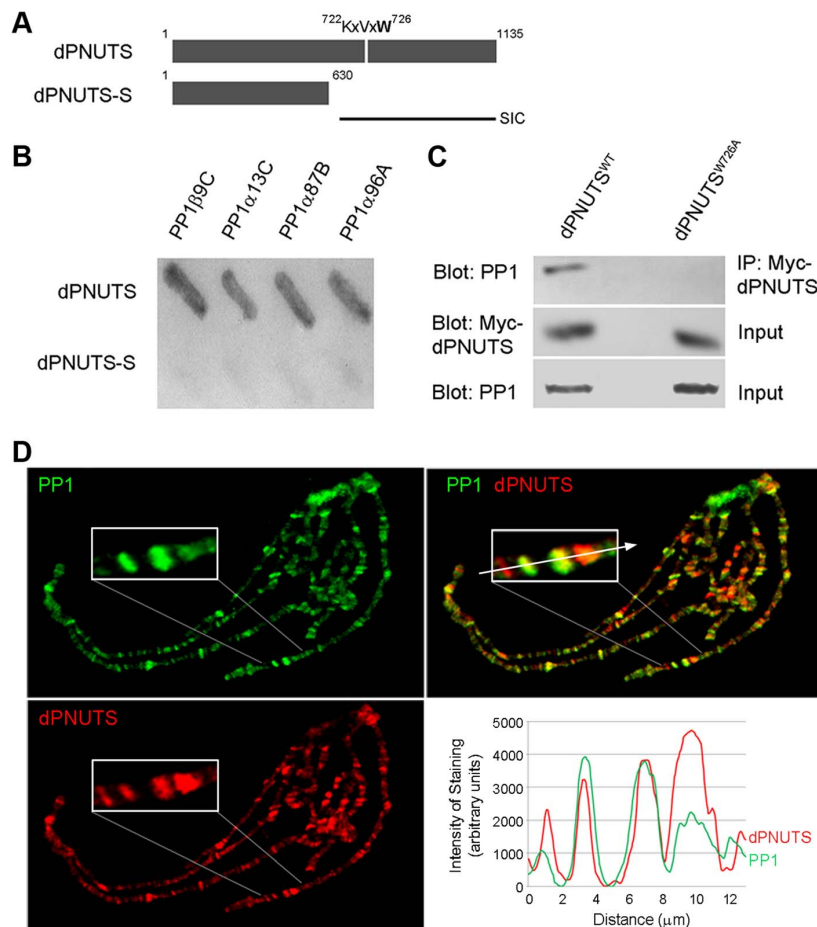 A
722KxVxW726
1
1135
dPNUTS
1
630
dPNUTS-S
SIC
B
PP1β9C
PP1α13C
PP1α87B
PP1α96A
dPNUTS
dPNUTS-S
C
dPNUTSWT
dPNUTSW726A
Blot: PP1
IP: Myc-
dPNUTS
Blot: Myc-
dPNUTS
Input
Blot: PP1
Input
D
PP1
PP1 dPNUTS
dPNUTS
Intensity of Staining
(arbitrary units)
5000
4000
3000
2000
1000
0
0 2 4 6 8 10 12
Distance (μm)
dPNUTS
PP1